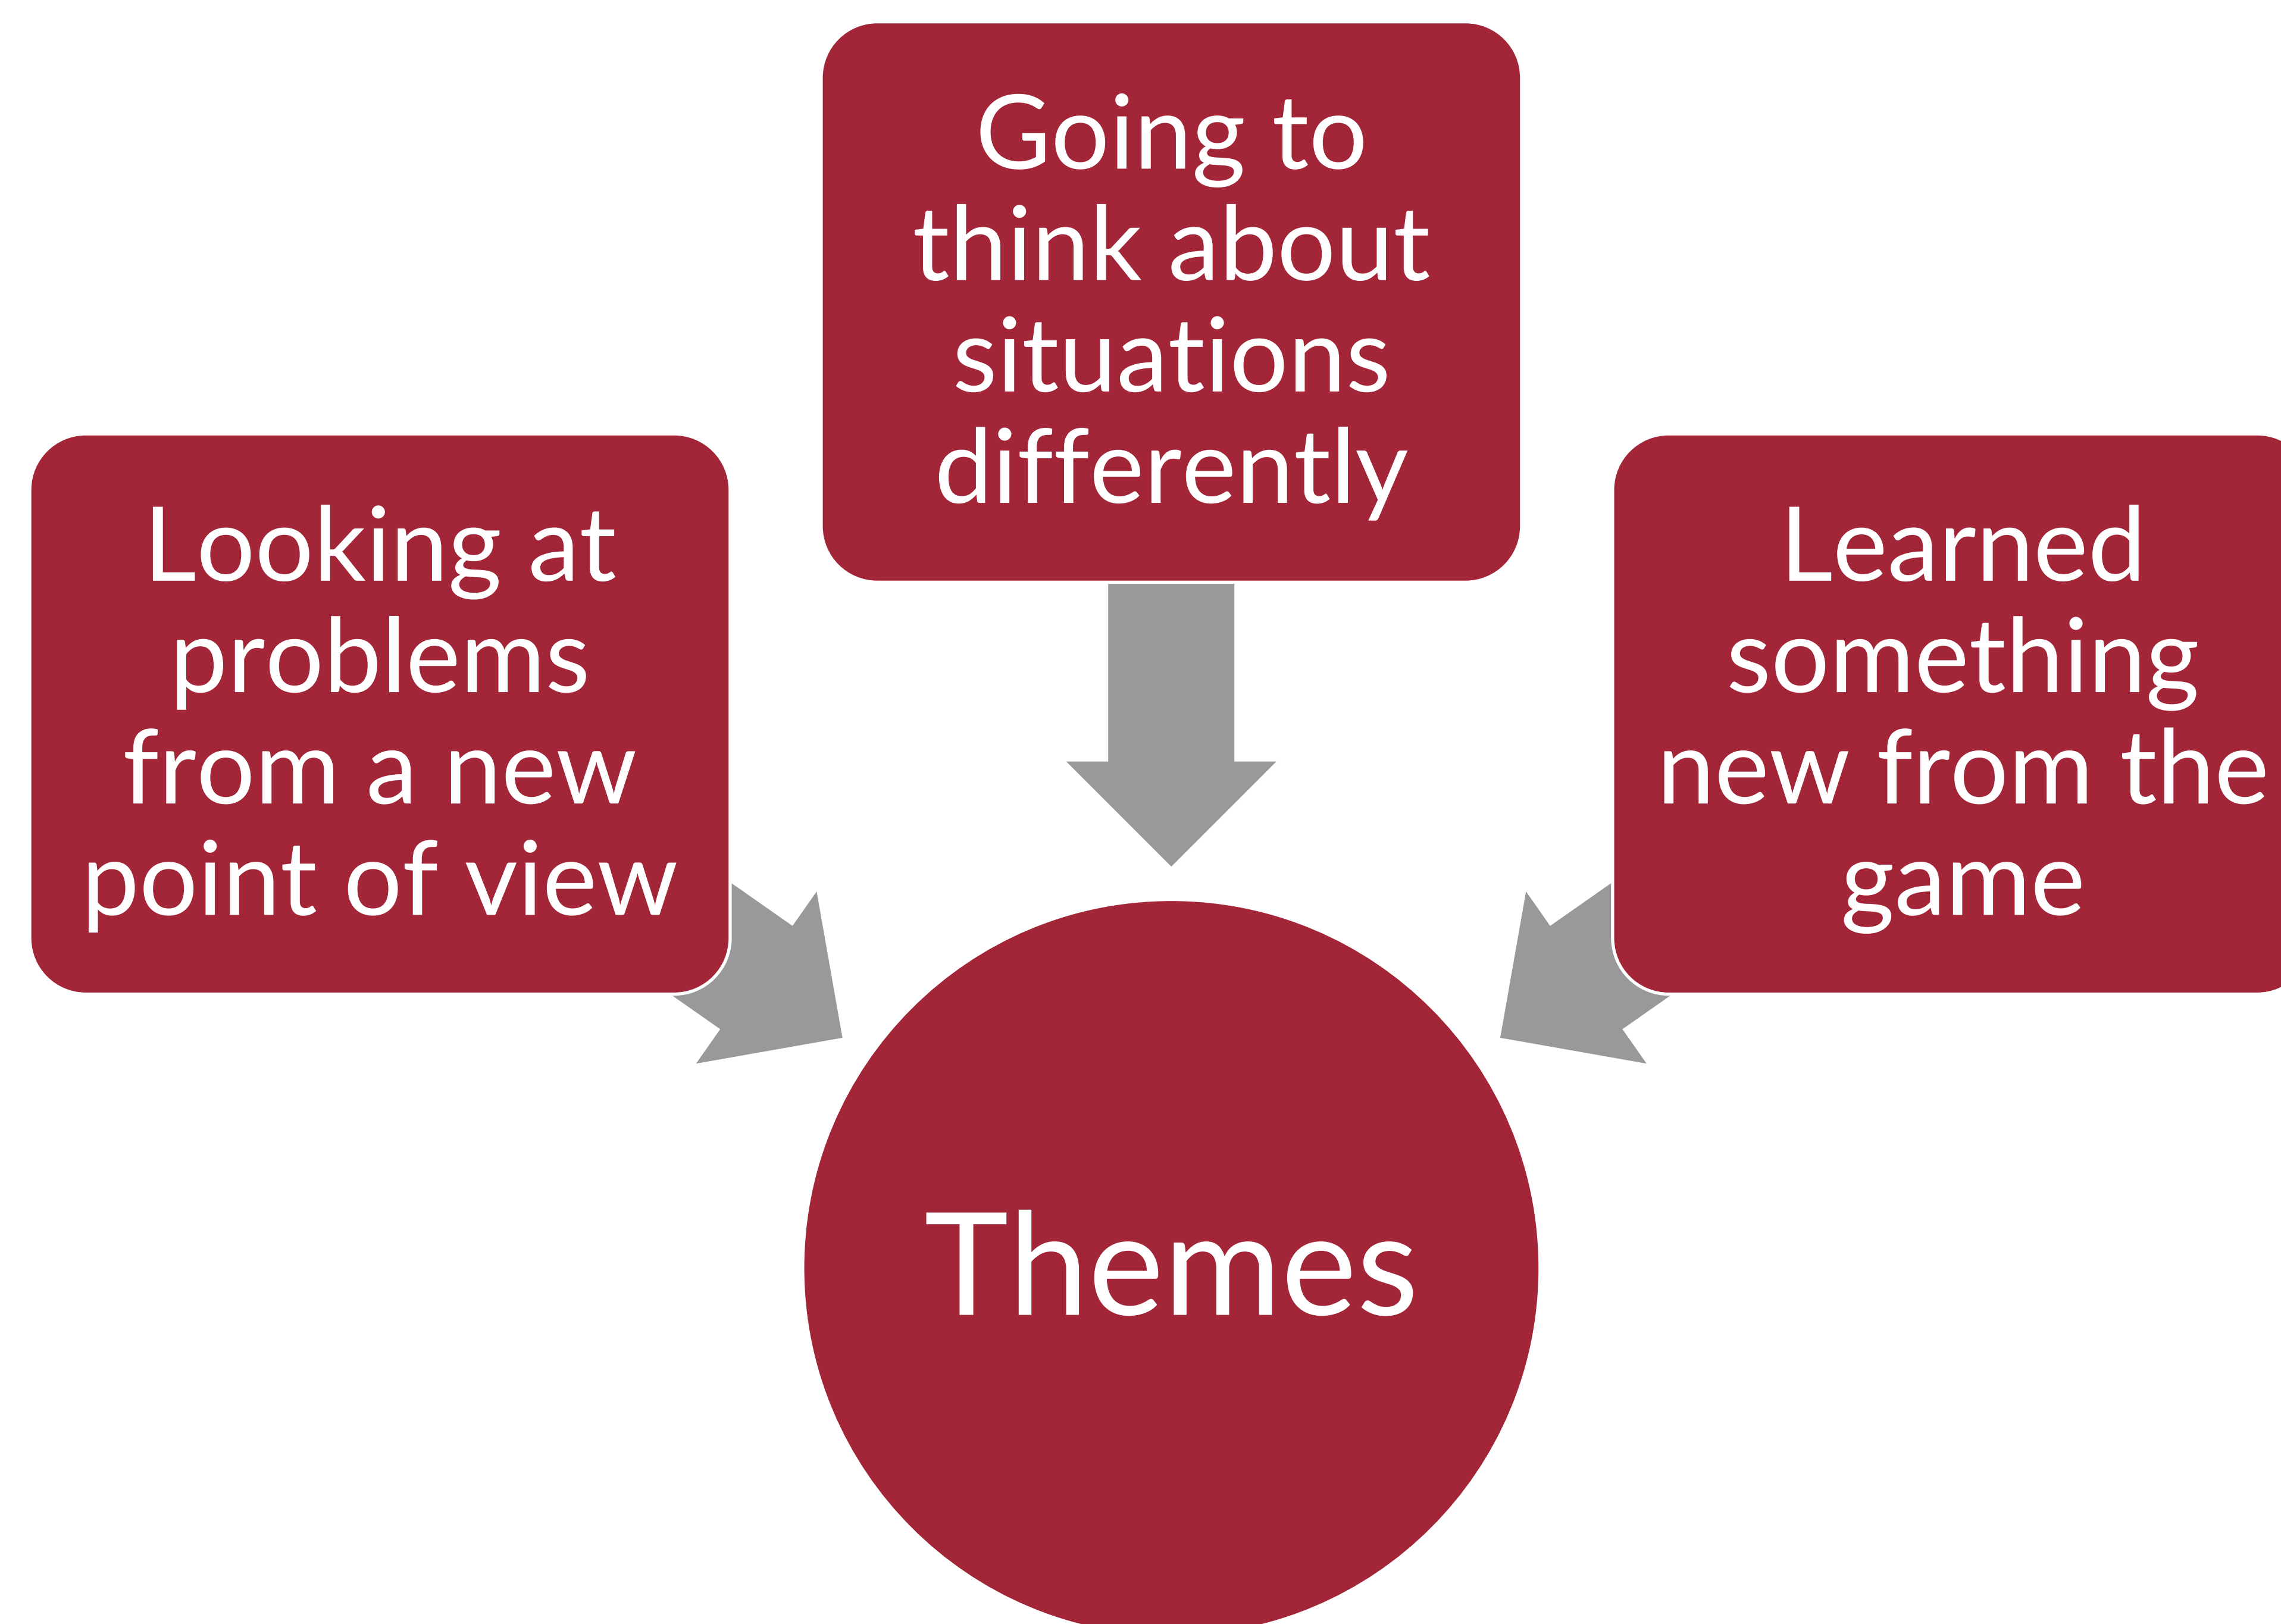 Going to
think about
situations
differently
Looking at
problems
from a new
point of view
Learned
something
new from the
game
Themes